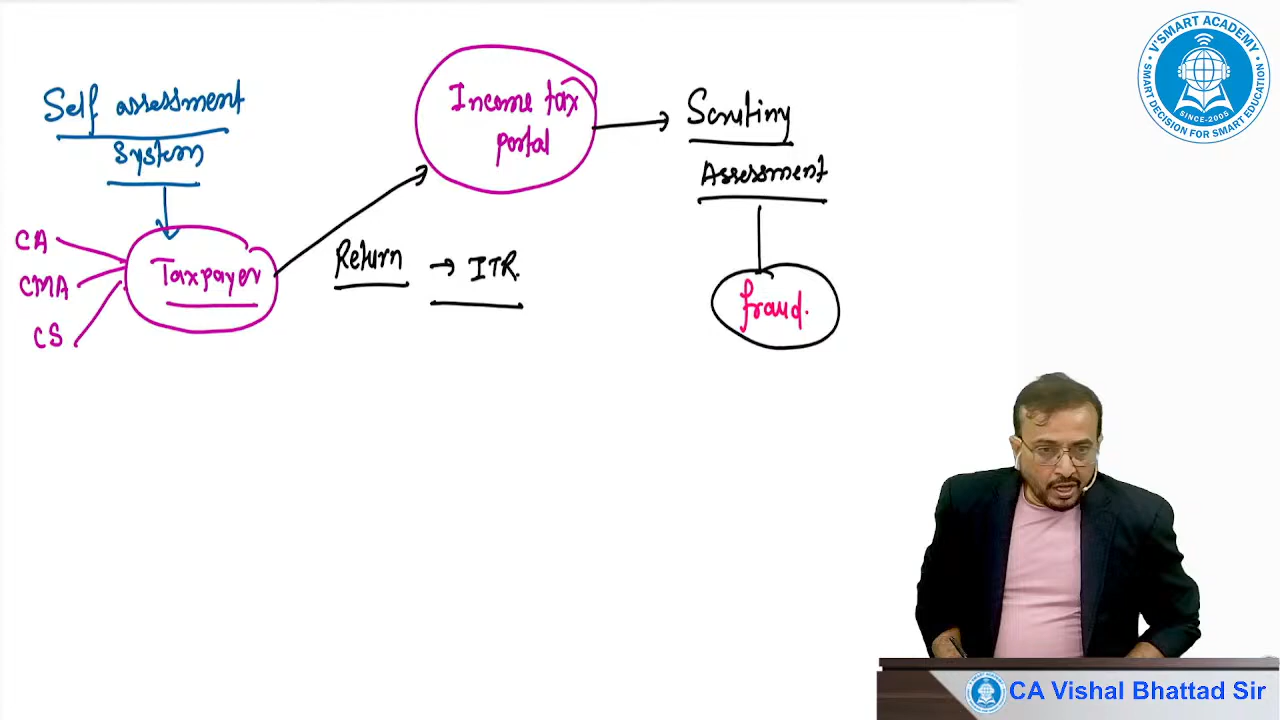 Self assessment
System
CA
CMA
CS
Taxpayer
Return → ITR.
Income tax
portal
Scrutiny
Assessment
fraud.
V'SMART ACADEMY
SINCE-2005
SMART DECISION FOR SMART EDUCATION
CA Vishal Bhattad Sir